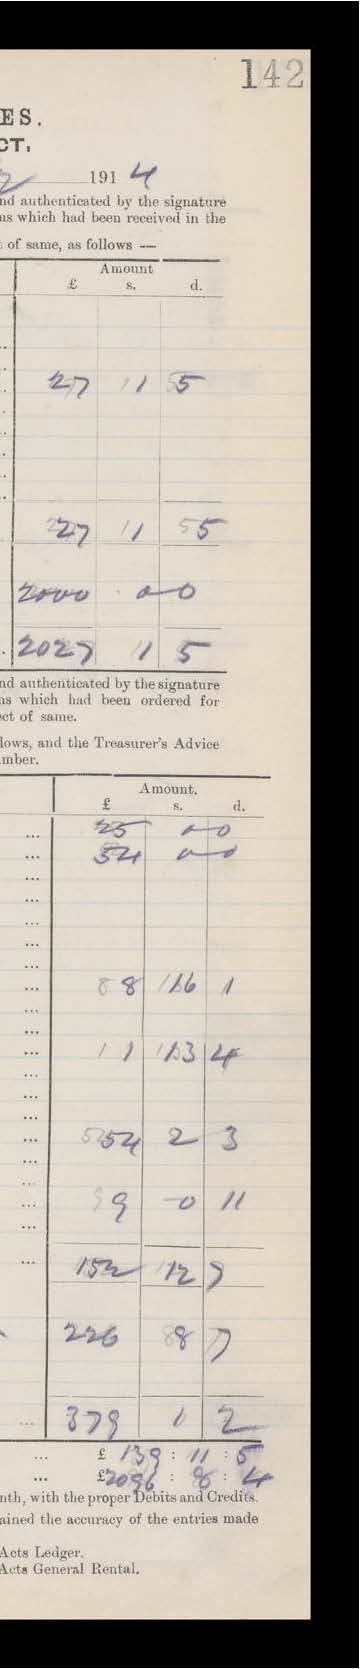 142
ES.
CT.
191 4
nd authenticated by the signature
ns which had been received in the
t of same, as follows —
Amount
£ s. d.
27 11 5
27 11 5
2000 0 0
2027 11 5
nd authenticated by the signature
ns which had been ordered for
ect of same.
lows, and the Treasurer's Advice
mber.
Amount.
£ s. d.
... 25 0 0
... 54 0 0
...
...
...
...
...
... 8 16 1
...
...
... 1 13 4
...
...
...
... 54 2 3
...
...
... 9 0 11
...
... 152 12 7
226 8 7
... 379 1 2
... £ 139 : 11 : 5
... £2096 : 8 : 4
nth, with the proper Debits and Credits.
ained the accuracy of the entries made
Acts Ledger.
Acts General Rental.